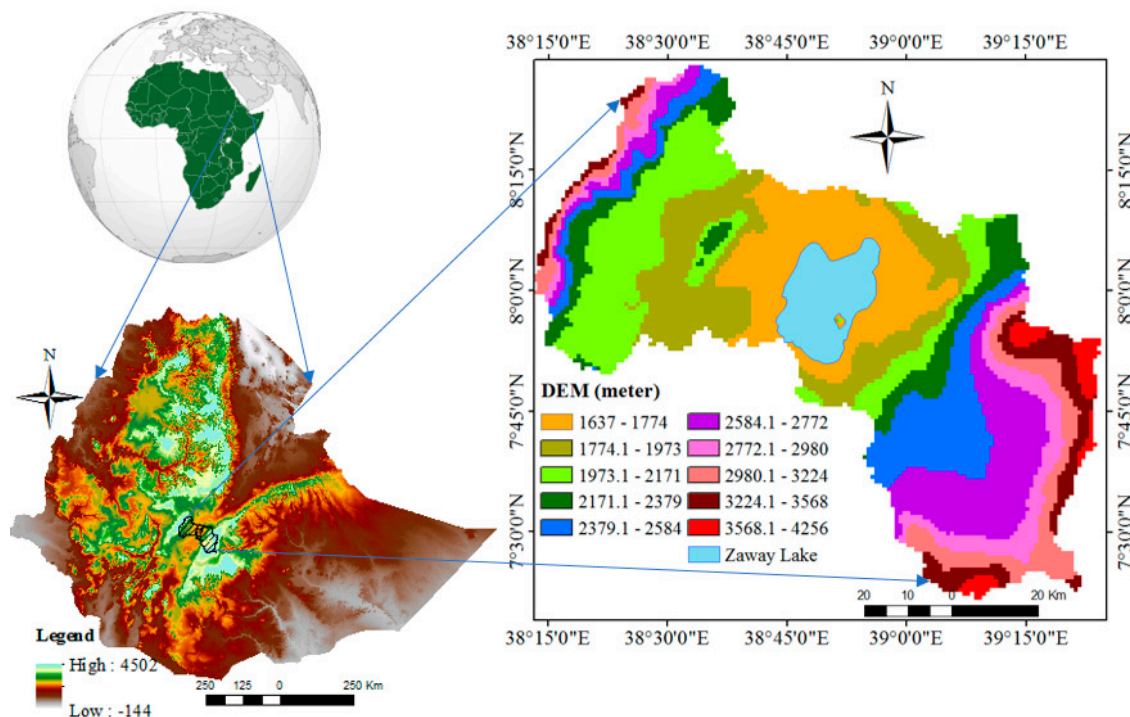 38°15'0"E 38°30'0"E 38°45'0"E 39°0'0"E 39°15'0"E
N
8°15'0"N
8°0'0"N
7°45'0"N
7°30'0"N
8°15'0"N
8°0'0"N
7°45'0"N
7°30'0"N
DEM (meter)
1637 - 1774
1774.1 - 1973
1973.1 - 2171
2171.1 - 2379
2379.1 - 2584
2584.1 - 2772
2772.1 - 2980
2980.1 - 3224
3224.1 - 3568
3568.1 - 4256
Zaway Lake
20 10 0 20 Km
38°15'0"E 38°30'0"E 38°45'0"E 39°0'0"E 39°15'0"E
N
Legend
High : 4502
Low : -144
250 125 0 250 Km